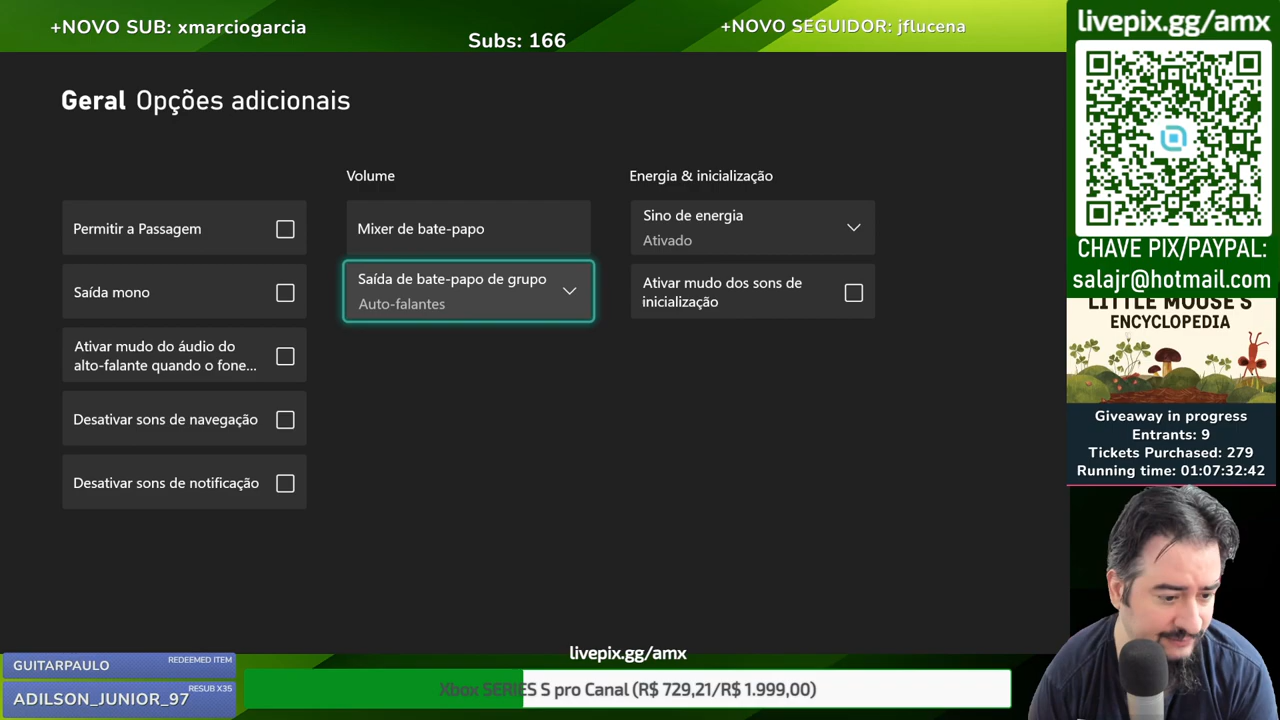 +NOVO SUB: xmarciogarcia
Subs: 166
+NOVO SEGUIDOR: jflucena
livepix.gg/amx
Geral Opções adicionais
Permitir a Passagem
Saída mono
Ativar mudo do áudio do
alto-falante quando o fone...
Desativar sons de navegação
Desativar sons de notificação
Volume
Mixer de bate-papo
Saída de bate-papo de grupo
Auto-falantes
Energia & inicialização
Sino de energia
Ativado
Ativar mudo dos sons de
inicialização
CHAVE PIX/PAYPAL:
salajr@hotmail.com
LITTLE MOUSE'S
ENCYCLOPEDIA
Giveaway in progress
Entrants: 9
Tickets Purchased: 279
Running time: 01:07:32:42
GUITARPAULO
REDEEMED ITEM
ADILSON_JUNIOR_97
RESUB X35
livepix.gg/amx
Xbox SERIES S pro Canal (R$ 729,21/R$ 1.999,00)